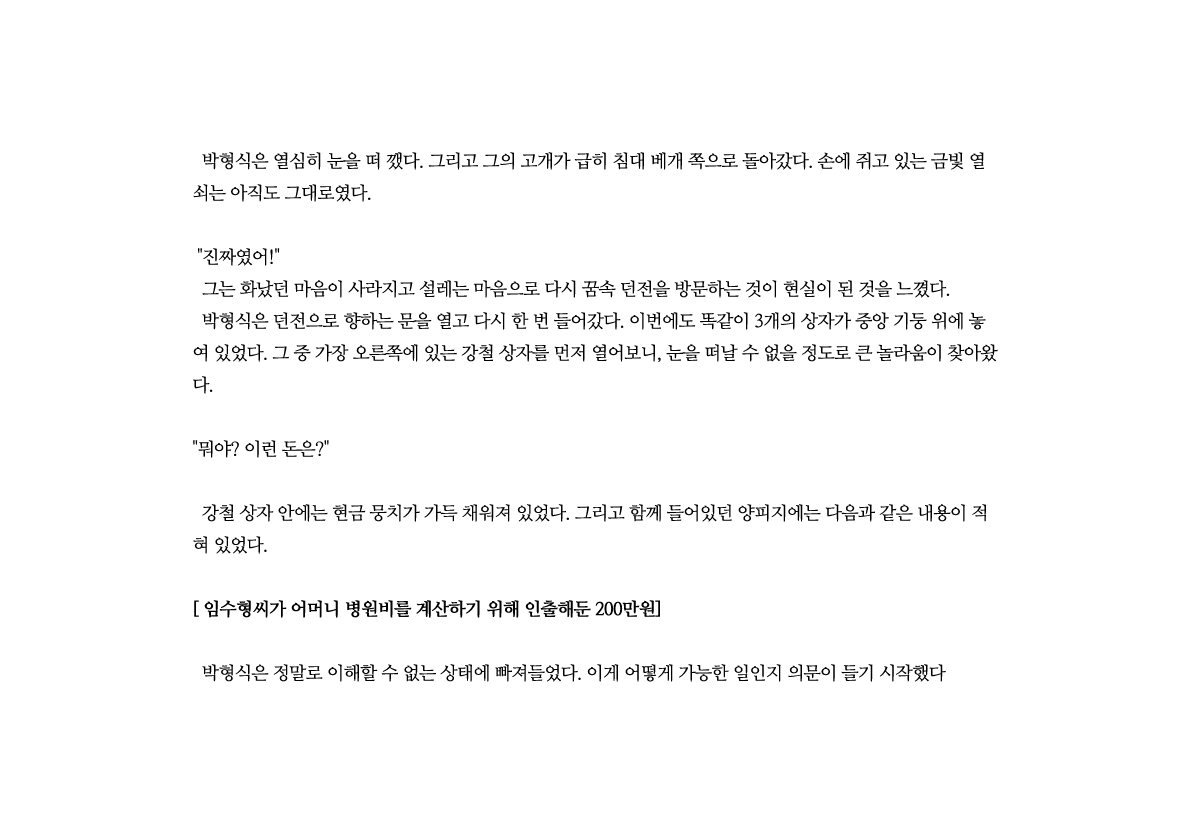 박형식은 열심히 눈을 떠 깼다. 그리고 그의 고개가 급히 침대 베개 쪽으로 돌아갔다. 손에 쥐고 있는 금빛 열
쇠는 아직도 그대로였다.
"진짜였어!"
그는 화났던 마음이 사라지고 설레는 마음으로 다시 꿈속 던전을 방문하는 것이 현실이 된 것을 느꼈다.
박형식은 던전으로 향하는 문을 열고 다시 한 번 들어갔다. 이번에도 똑같이 3개의 상자가 중앙 기둥 위에 놓
여 있었다. 그 중 가장 오른쪽에 있는 강철 상자를 먼저 열어보니, 눈을 떠날 수 없을 정도로 큰 놀라움이 찾아왔
다.
"뭐야? 이런 돈은?"
강철 상자 안에는 현금 뭉치가 가득 채워져 있었다. 그리고 함께 들어있던 양피지에는 다음과 같은 내용이 적
혀 있었다.
[ 임수형씨가 어머니 병원비를 계산하기 위해 인출해둔 200만원]
박형식은 정말로 이해할 수 없는 상태에 빠져들었다. 이게 어떻게 가능한 일인지 의문이 들기 시작했다